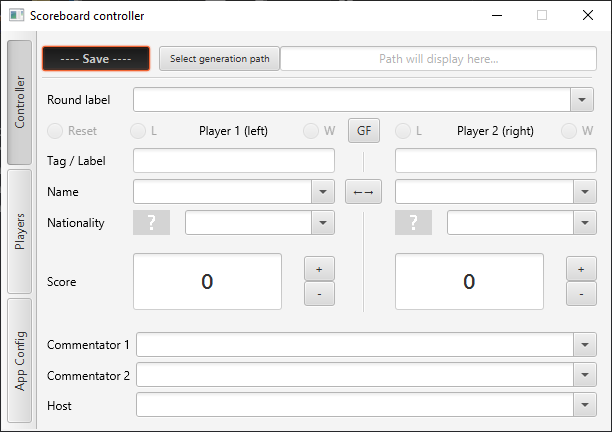 Scoreboard controller
Controller
Players
App Config
---- Save ----
Select generation path
Path will display here...
Round label
Reset
L
Player 1 (left)
W
GF
L
Player 2 (right)
W
Tag / Label
Name
←→
Nationality
?
?
Score
0
+
-
0
+
-
Commentator 1
Commentator 2
Host